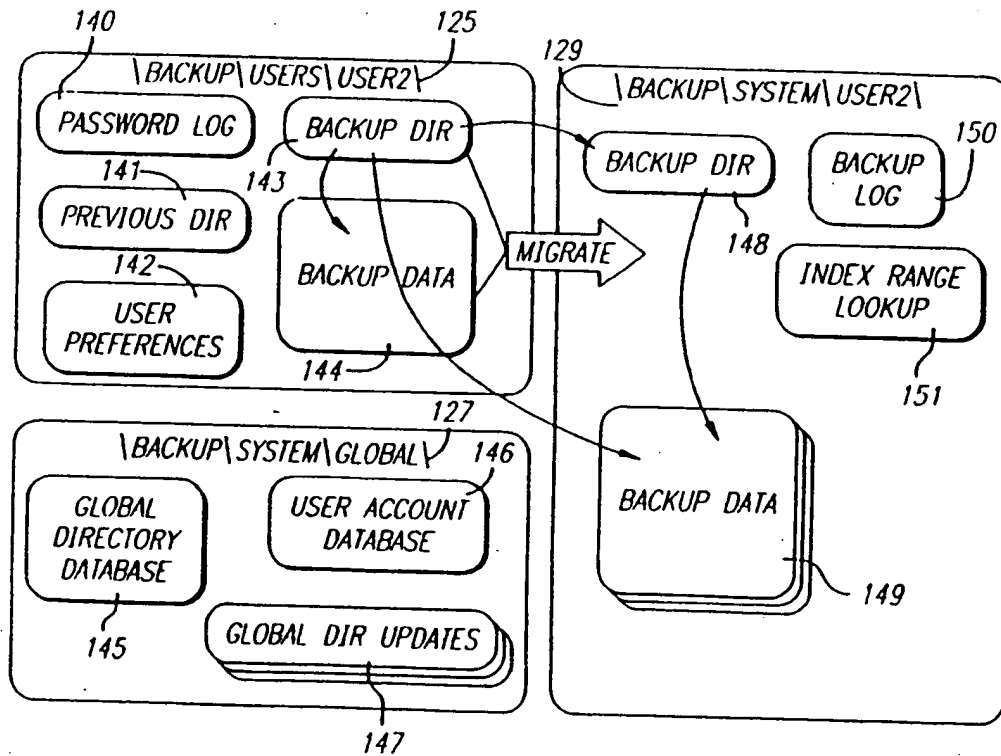 140
125
\BACKUP\USERS\USER2\
PASSWORD LOG
BACKUP DIR
143
141
PREVIOUS DIR
142
USER
PREFERENCES
BACKUP DATA
144
MIGRATE
129
\BACKUP\SYSTEM\USER2\
BACKUP DIR
148
BACKUP
LOG
150
INDEX RANGE
LOOKUP
151
BACKUP DATA
149
127
\BACKUP\SYSTEM\GLOBAL\
146
GLOBAL
DIRECTORY
DATABASE
145
USER ACCOUNT
DATABASE
GLOBAL DIR UPDATES
147